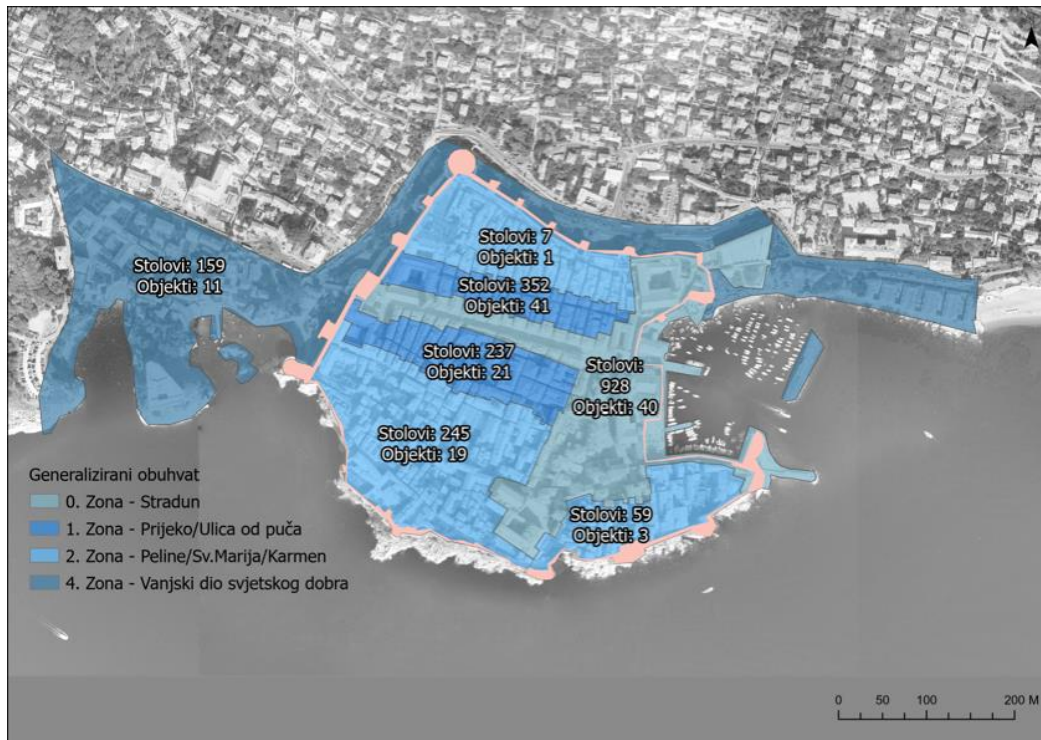 Stolovi: 7
Objekti: 1
Stolovi: 159
Objekti: 11
Stolovi: 352
Objekti: 41
Stolovi: 237
Objekti: 21
Stolovi:
928
Objekti: 40
Stolovi: 245
Objekti: 19
Stolovi: 59
Objekti: 3
Generalizirani obuhvat
0. Zona - Stradun
1. Zona - Prijeko/Ulica od puča
2. Zona - Peline/Sv.Marija/Karmen
4. Zona - Vanjski dio svjetskog dobra
0 50 100 200 M